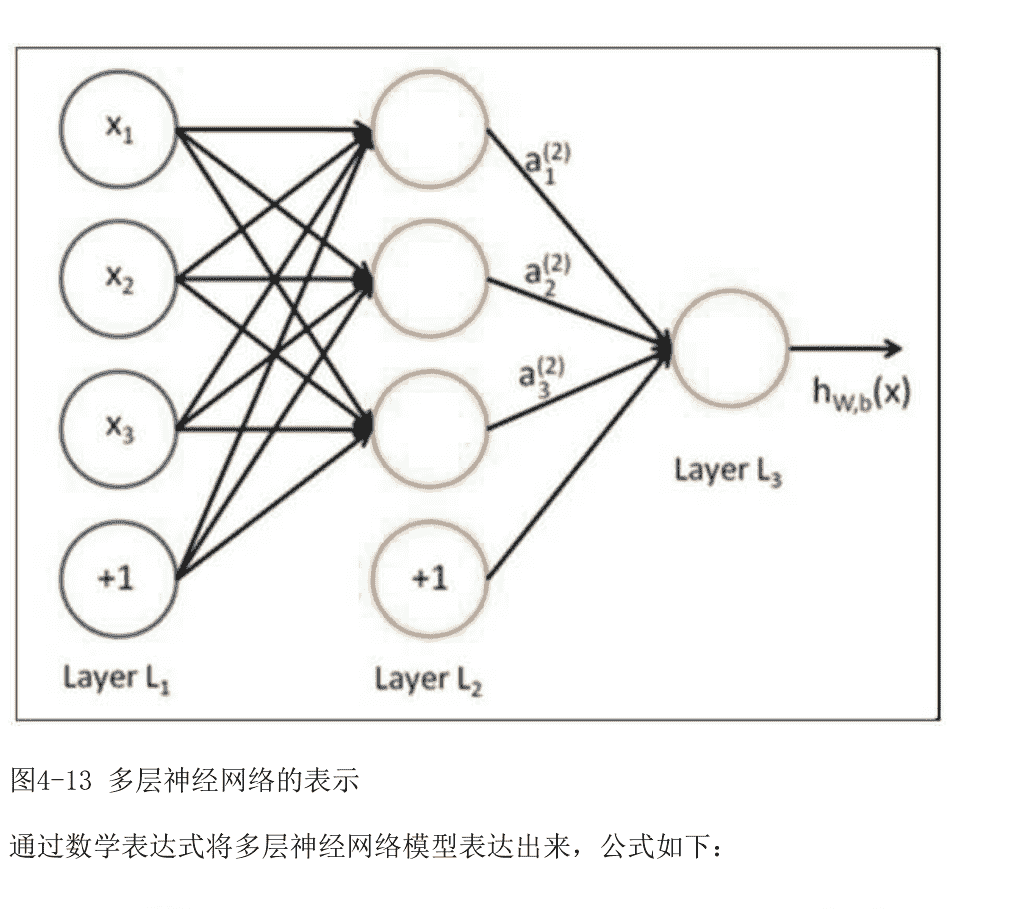 x₁
a₁⁽²⁾
x₂
a₂⁽²⁾
x₃
a₃⁽²⁾
h_W,b(x)
Layer L₃
+1
+1
Layer L₁
Layer L₂
图4-13 多层神经网络的表示
通过数学表达式将多层神经网络模型表达出来，公式如下：